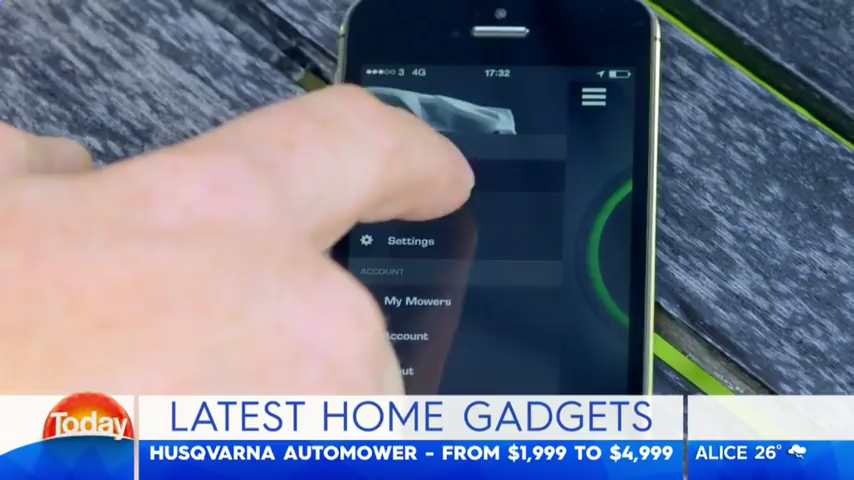 3 4G 17:32
Settings
ACCOUNT
My Mowers
Account
Today
LATEST HOME GADGETS
HUSQVARNA AUTOMOWER - FROM $1,999 TO $4,999
ALICE 26°